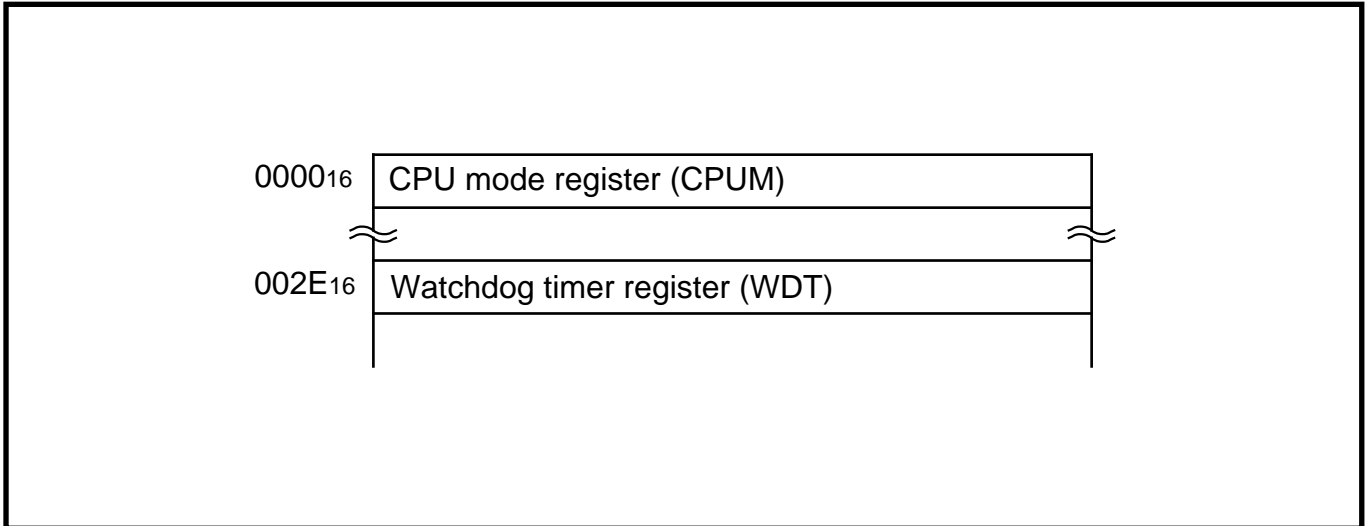 000016 CPU mode register (CPUM)
002E16 Watchdog timer register (WDT)